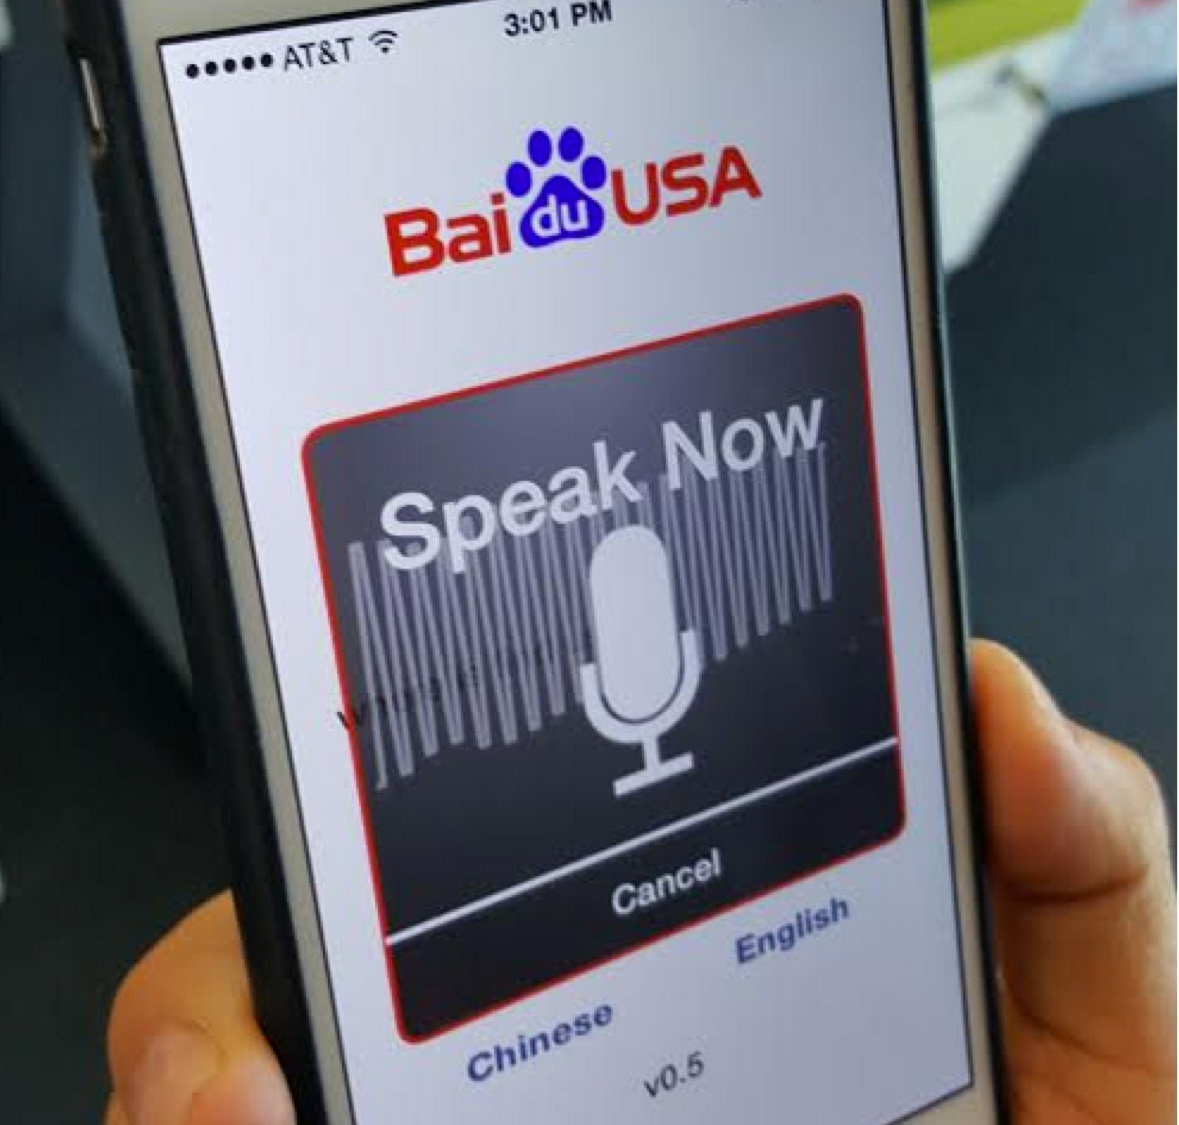 AT&T 3:01 PM
Baidu USA
Speak Now
Cancel
Chinese English
v0.5